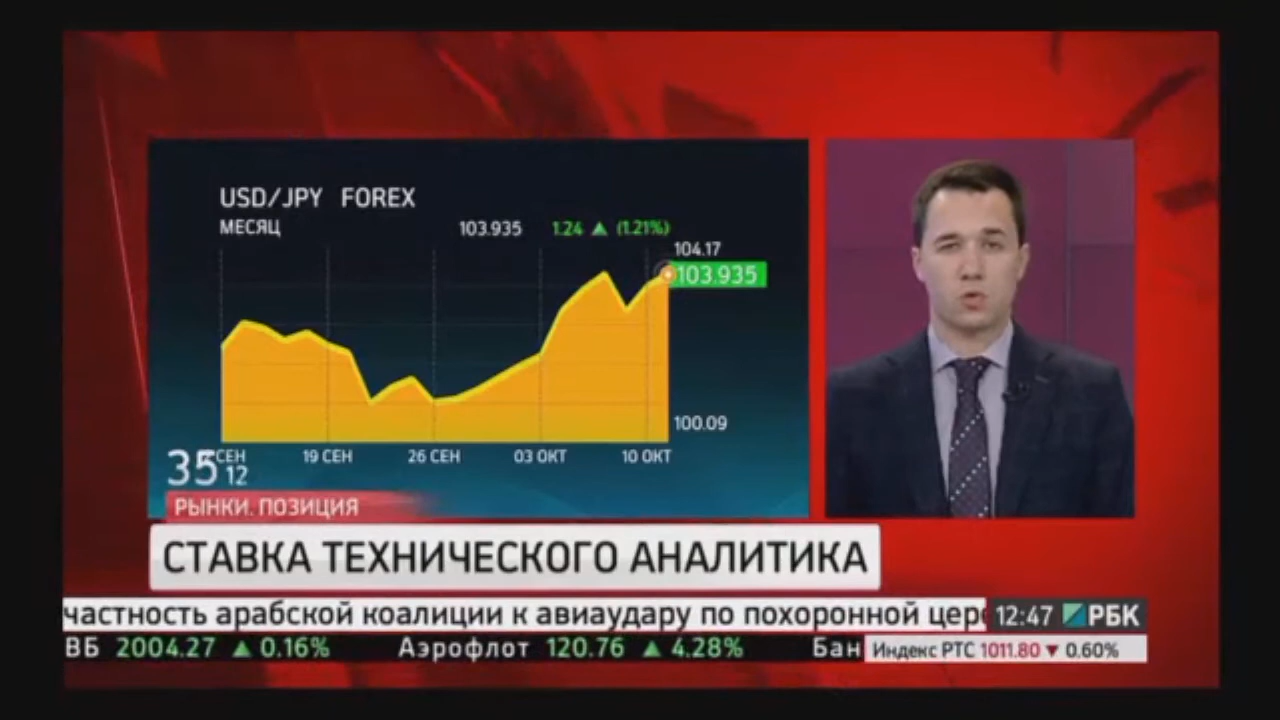 USD/JPY FOREX
МЕСЯЦ 103.935 1.24 ▲ (1.21%)
104.17
103.935
100.09
СЕН 19 СЕН 26 СЕН 03 ОКТ 10 ОКТ
35 12
РЫНКИ. ПОЗИЦИЯ
СТАВКА ТЕХНИЧЕСКОГО АНАЛИТИКА
частность арабской коалиции к авиаудару по похоронной цер 12:47 РБК
ВБ 2004.27 ▲ 0.16% Аэрофлот 120.76 ▲ 4.28% Бан Индекс РТС 1011.80 ▼ 0.60%